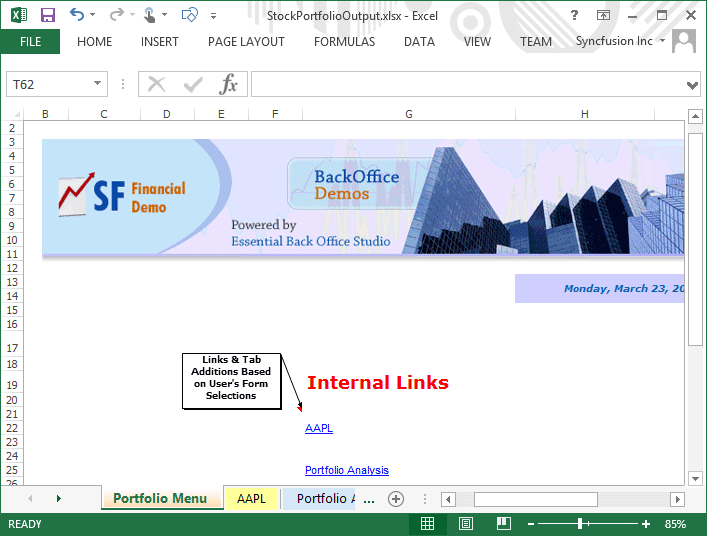 StockPortfolioOutput.xlsx - Excel
?
FILE HOME INSERT PAGE LAYOUT FORMULAS DATA VIEW TEAM Syncfusion Inc
T62
fx
B C D E F G H
2
3
4
5
6
7
8
9
10
11
12
13
14
15
16
17
18
19
20
21
22
23
24
25
26
SF Financial
Demo
BackOffice
Demos
Powered by
Essential Back Office Studio
Monday, March 23, 20
Links & Tab
Additions Based
on User's Form
Selections
Internal Links
AAPL
Portfolio Analysis
Portfolio Menu AAPL Portfolio A ...
READY 85%